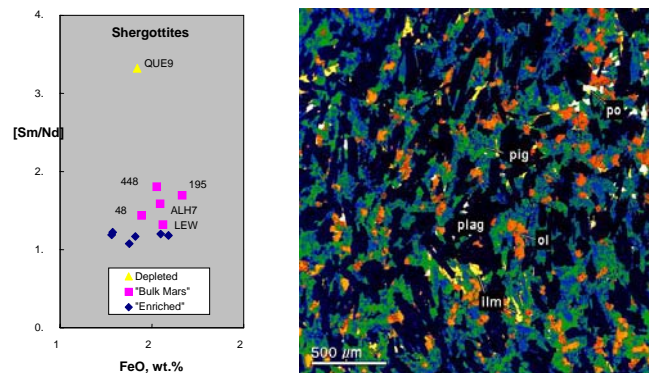 Shergottites
4.
3.
2.
1.
0.
[Sm/Nd]
QUE9
448
195
48
ALH7
LEW
Depleted
"Bulk Mars"
"Enriched"
1
2
2
FeO, wt.%
po
pig
plag
ol
ilm
500 µm